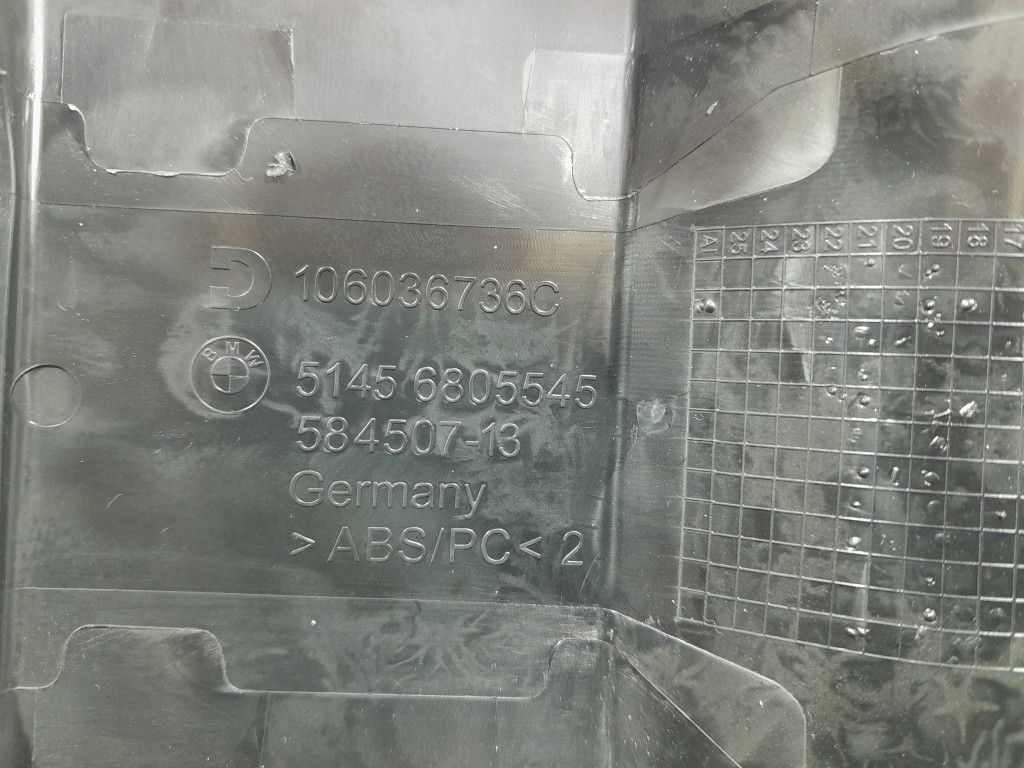 106036736C
BMW
5145 6805545
584507-13
Germany
> ABS/PC< 2
A 25 24 23 22 21 20 19 18 17